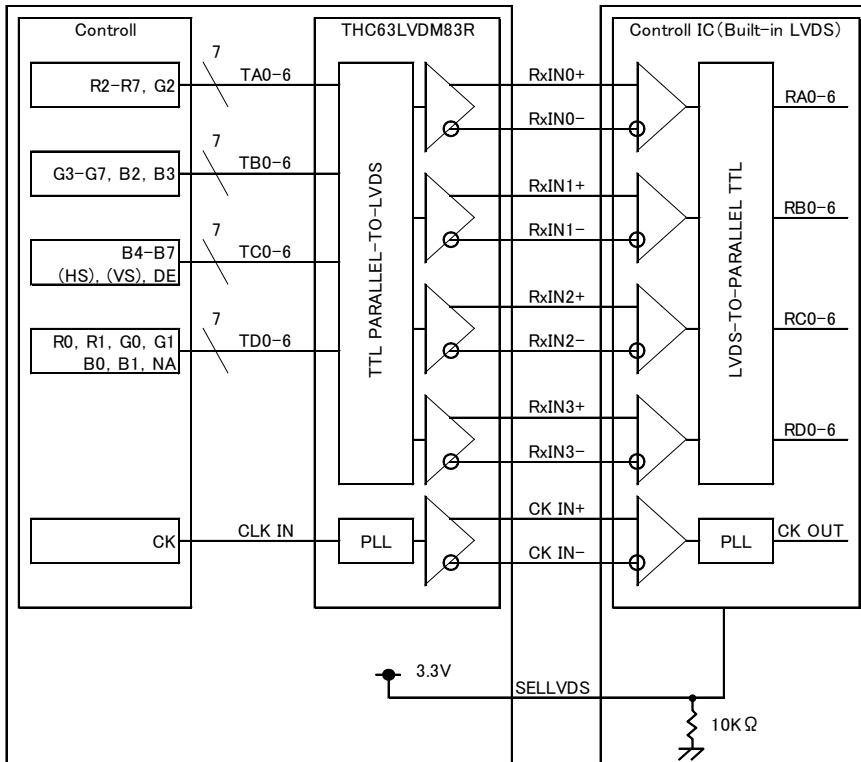 Controll
THC63LVDM83R
Controll IC(Built-in LVDS)
7
R2-R7, G2
TA0-6
RxIN0+
RA0-6
RxIN0-
7
G3-G7, B2, B3
TB0-6
RxIN1+
RB0-6
RxIN1-
7
B4-B7
(HS), (VS), DE
TC0-6
RxIN2+
RC0-6
RxIN2-
7
R0, R1, G0, G1
B0, B1, NA
TD0-6
RxIN3+
RD0-6
RxIN3-
TTL PARALLEL-TO-LVDS
LVDS-TO-PARALLEL TTL
CK
CLK IN
PLL
CK IN+
CK IN-
PLL
CK OUT
3.3V
SELLVDS
10KΩ